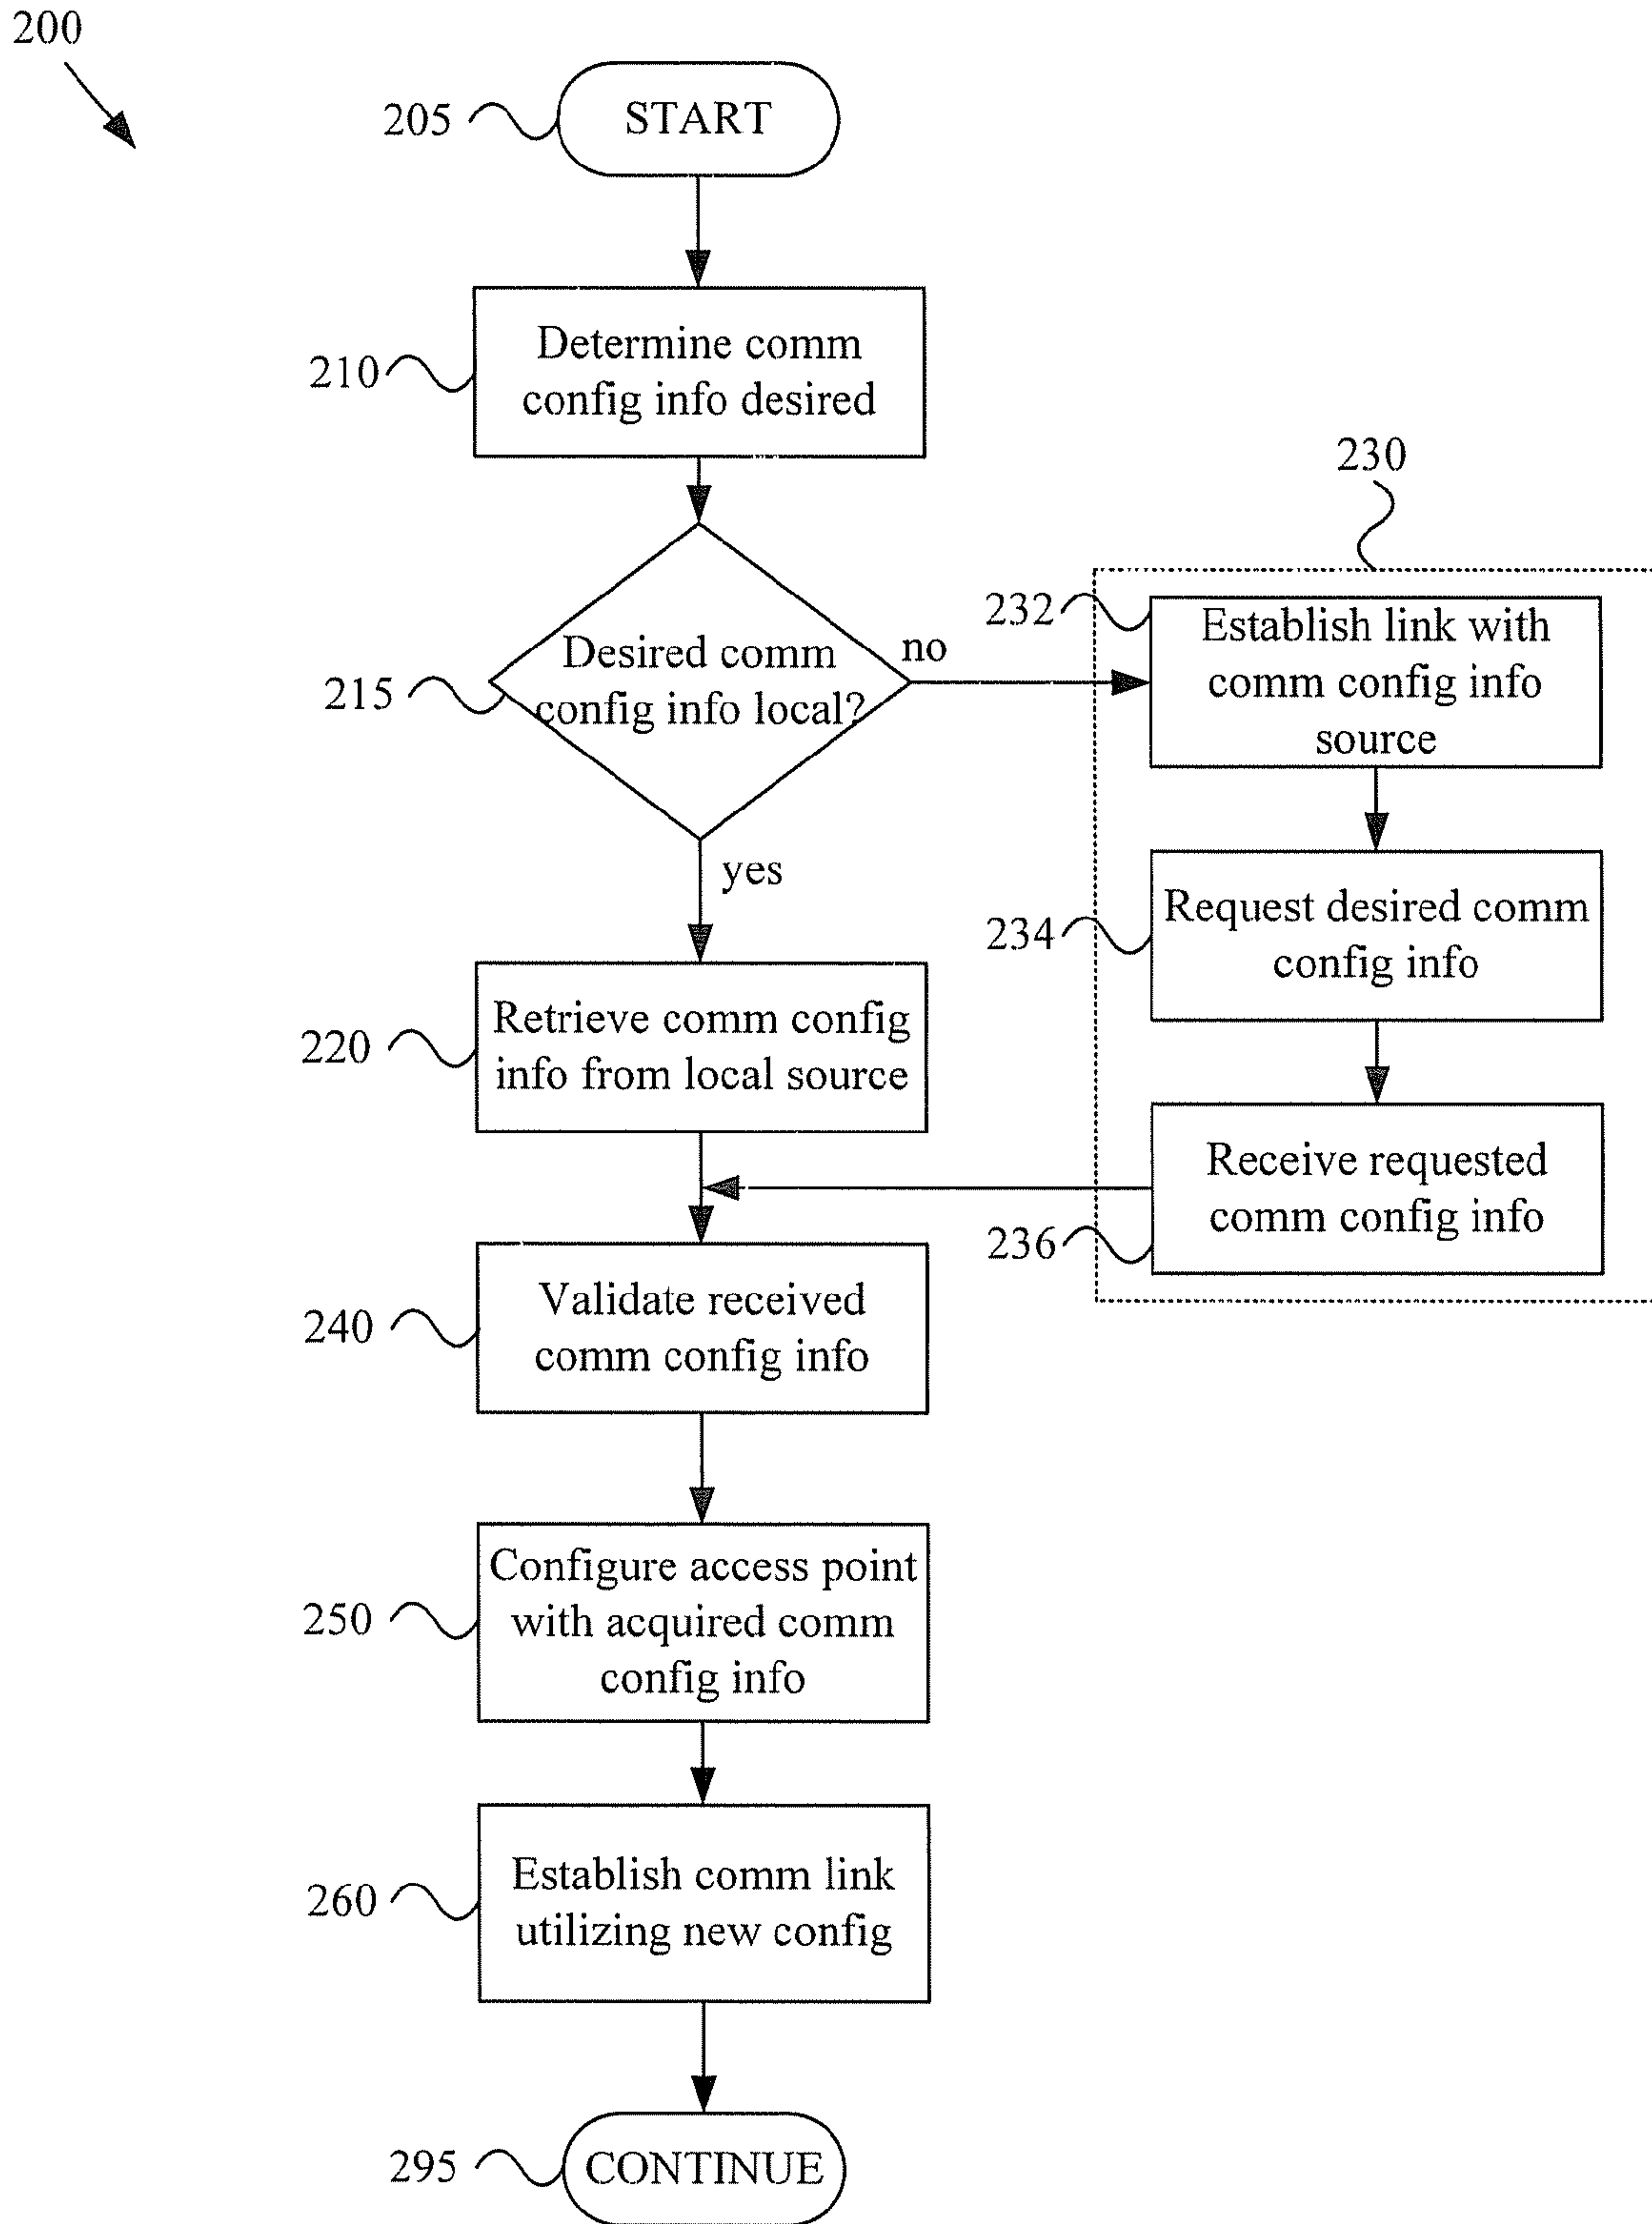 200
205
START
210
Determine comm
config info desired
230
215
Desired comm
config info local?
no
yes
232
Establish link with
comm config info
source
234
Request desired comm
config info
220
Retrieve comm config
info from local source
236
Receive requested
comm config info
240
Validate received
comm config info
250
Configure access point
with acquired comm
config info
260
Establish comm link
utilizing new config
295
CONTINUE